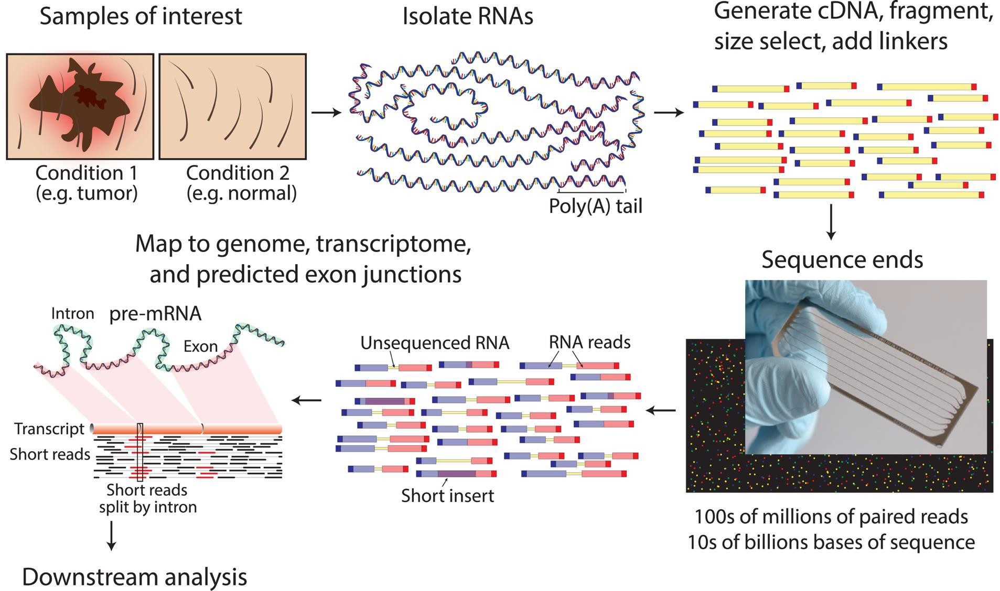 Samples of interest
Isolate RNAs
Generate cDNA, fragment,
size select, add linkers
Condition 1
(e.g. tumor)
Condition 2
(e.g. normal)
Poly(A) tail
Sequence ends
100s of millions of paired reads
10s of billions bases of sequence
Unsequenced RNA
RNA reads
Short insert
Map to genome, transcriptome,
and predicted exon junctions
Intron
pre-mRNA
Exon
Transcript
Short reads
Short reads
split by intron
Downstream analysis